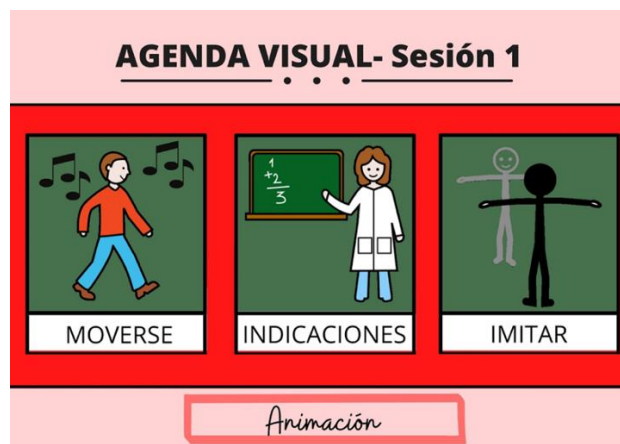 AGENDA VISUAL- Sesión 1
1
+2
3
MOVERSE
INDICACIONES
IMITAR
Animación